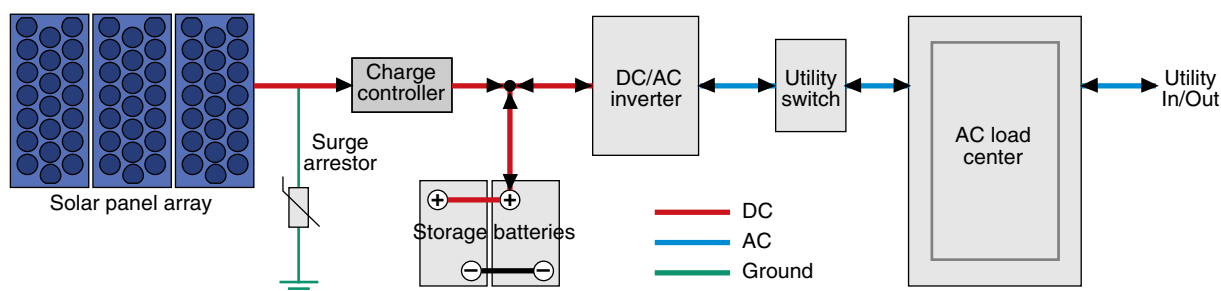 Solar panel array
Surge
arrestor
Charge
controller
+ +
Storage batteries
− −
DC/AC
inverter
Utility
switch
AC load
center
Utility
In/Out
DC
AC
Ground